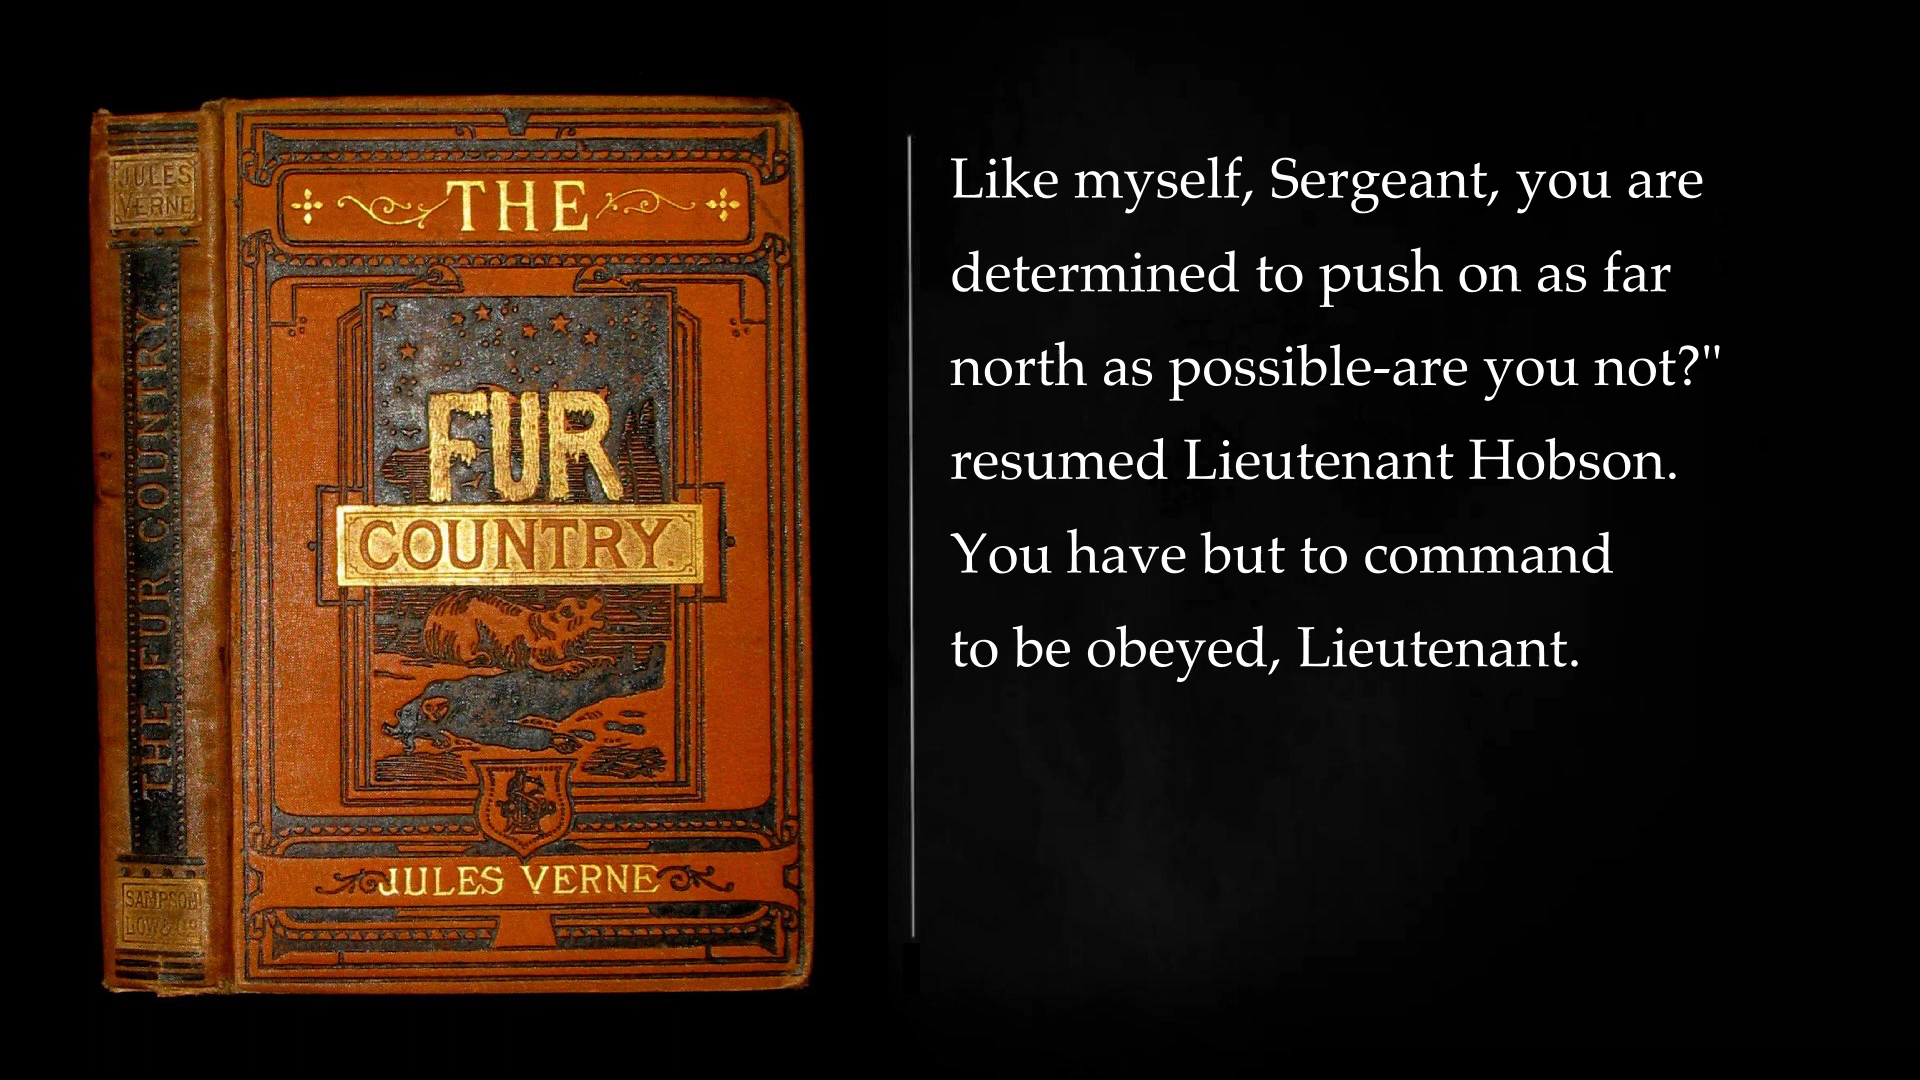 JULES
VERNE
THE FUR COUNTRY.
SAMPSON
LOW & Co
THE
FUR
COUNTRY.
JULES VERNE
Like myself, Sergeant, you are
determined to push on as far
north as possible-are you not?"
resumed Lieutenant Hobson.
You have but to command
to be obeyed, Lieutenant.